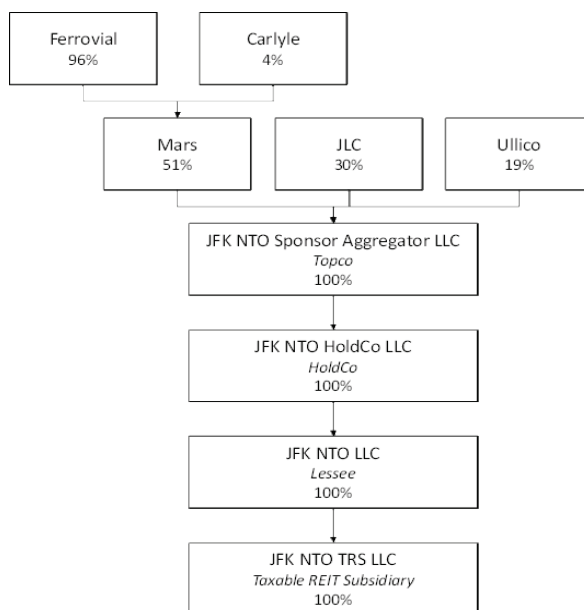 Ferrovial
96%
Carlyle
4%
Mars
51%
JLC
30%
Ullico
19%
JFK NTO Sponsor Aggregator LLC
Topco
100%
JFK NTO HoldCo LLC
HoldCo
100%
JFK NTO LLC
Lessee
100%
JFK NTO TRS LLC
Taxable REIT Subsidiary
100%